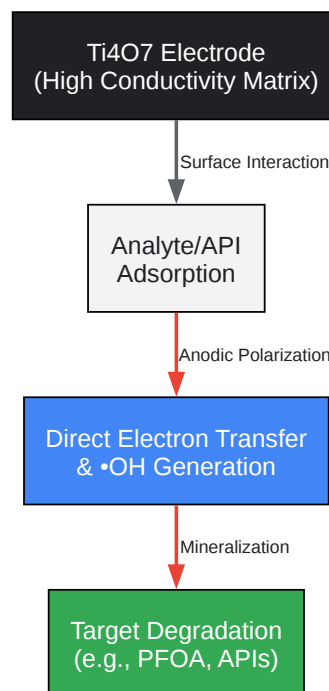 Ti4O7 Electrode
(High Conductivity Matrix)
Surface Interaction
Analyte/API
Adsorption
Anodic Polarization
Direct Electron Transfer
& •OH Generation
Mineralization
Target Degradation
(e.g., PFOA, APIs)